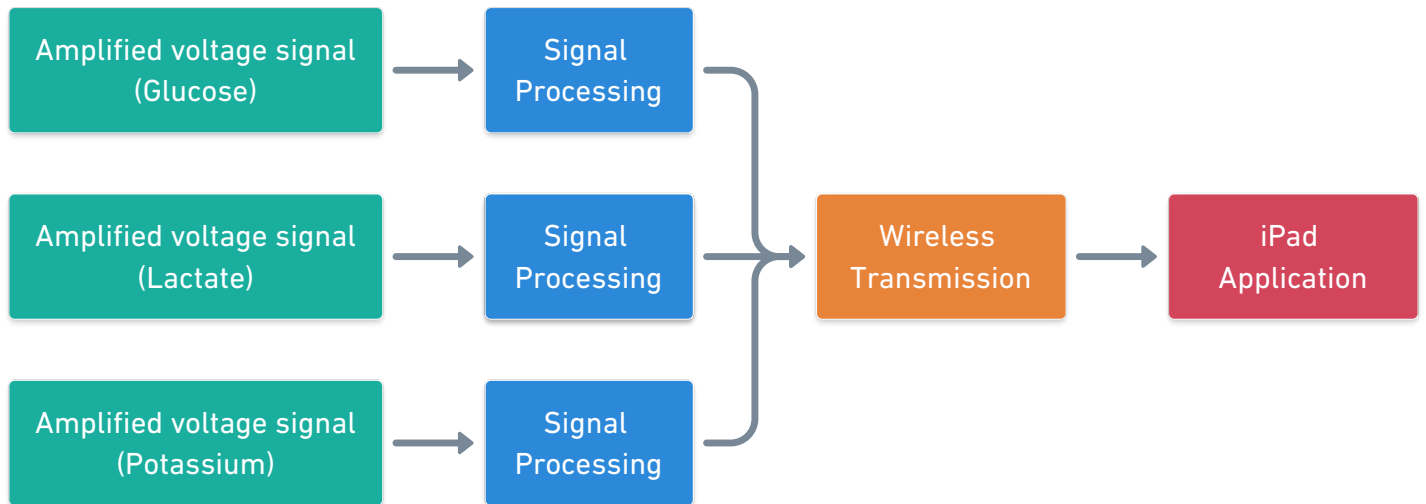 Amplified voltage signal
(Glucose)
Signal
Processing
Amplified voltage signal
(Lactate)
Signal
Processing
Wireless
Transmission
iPad
Application
Amplified voltage signal
(Potassium)
Signal
Processing